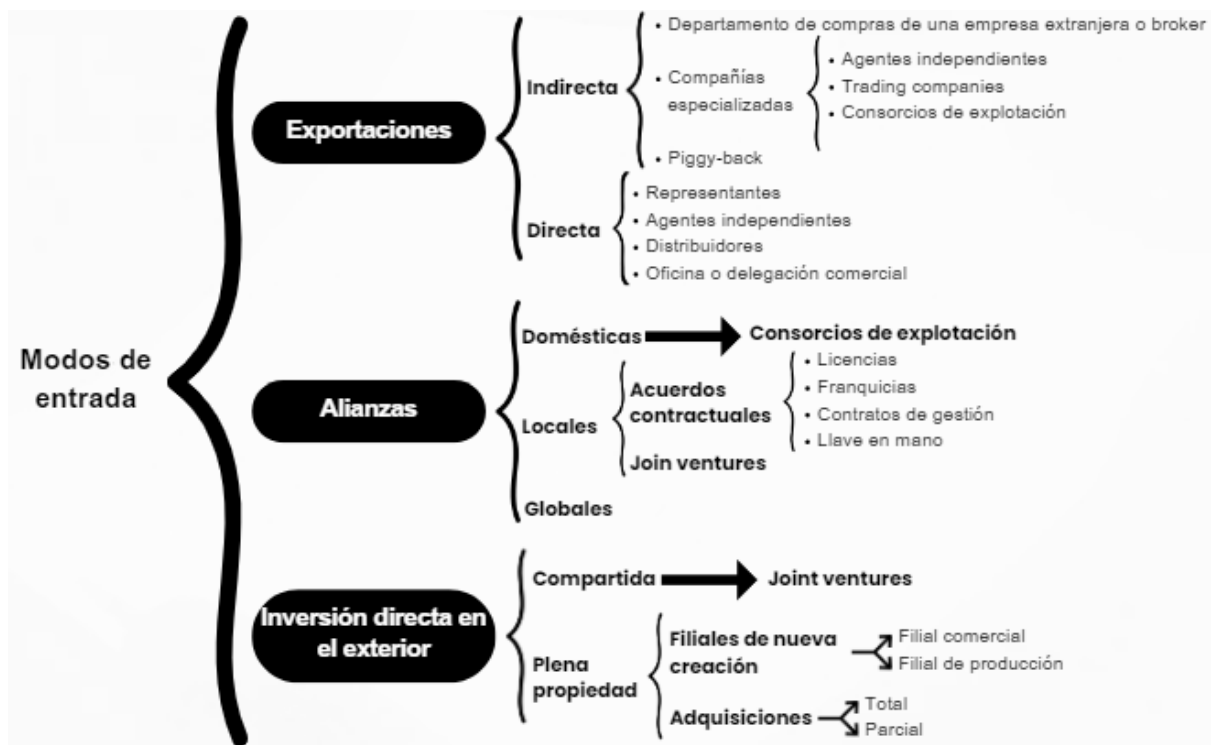 Modos de
entrada
Exportaciones
Indirecta
• Departamento de compras de una empresa extranjera o broker
• Compañías
especializadas
• Agentes independientes
• Trading companies
• Consorcios de explotación
• Piggy-back
Directa
• Representantes
• Agentes independientes
• Distribuidores
• Oficina o delegación comercial
Alianzas
Domésticas
Consorcios de explotación
Locales
Acuerdos
contractuales
• Licencias
• Franquicias
• Contratos de gestión
• Llave en mano
Join ventures
Globales
Inversión directa en
el exterior
Compartida
Joint ventures
Plena
propiedad
Filiales de nueva
creación
Filial comercial
Filial de producción
Adquisiciones
Total
Parcial